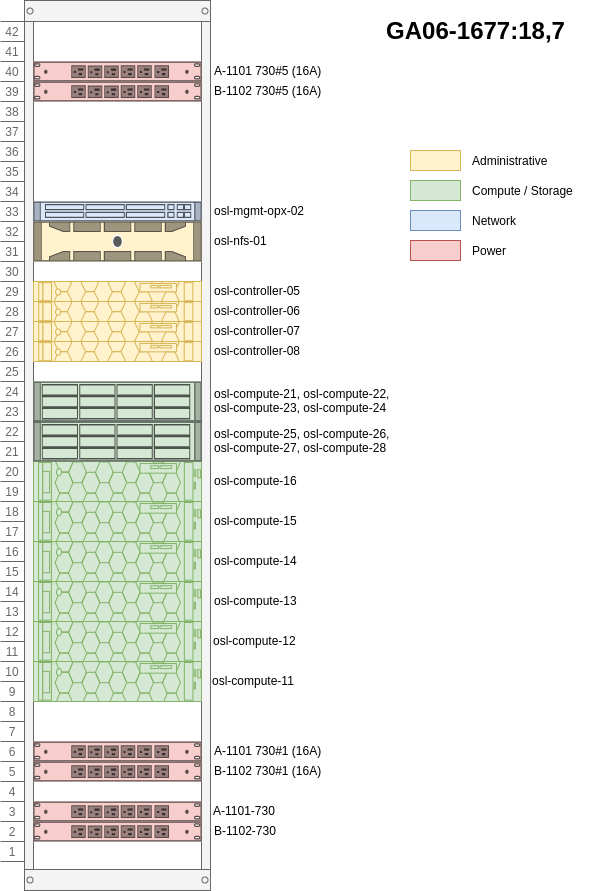 GA06-1677:18,7
42
41
40 A-1101 730#5 (16A)
39 B-1102 730#5 (16A)
38
37
36 Administrative
35
34 Compute / Storage
33 osl-mgmt-opx-02 Network
32 osl-nfs-01
31 Power
30
29 osl-controller-05
28 osl-controller-06
27 osl-controller-07
26 osl-controller-08
25
24 osl-compute-21, osl-compute-22,
23 osl-compute-23, osl-compute-24
22 osl-compute-25, osl-compute-26,
21 osl-compute-27, osl-compute-28
20 osl-compute-16
19
18 osl-compute-15
17
16 osl-compute-14
15
14 osl-compute-13
13
12 osl-compute-12
11
10 osl-compute-11
9
8
7
6 A-1101 730#1 (16A)
5 B-1102 730#1 (16A)
4
3 A-1101-730
2 B-1102-730
1